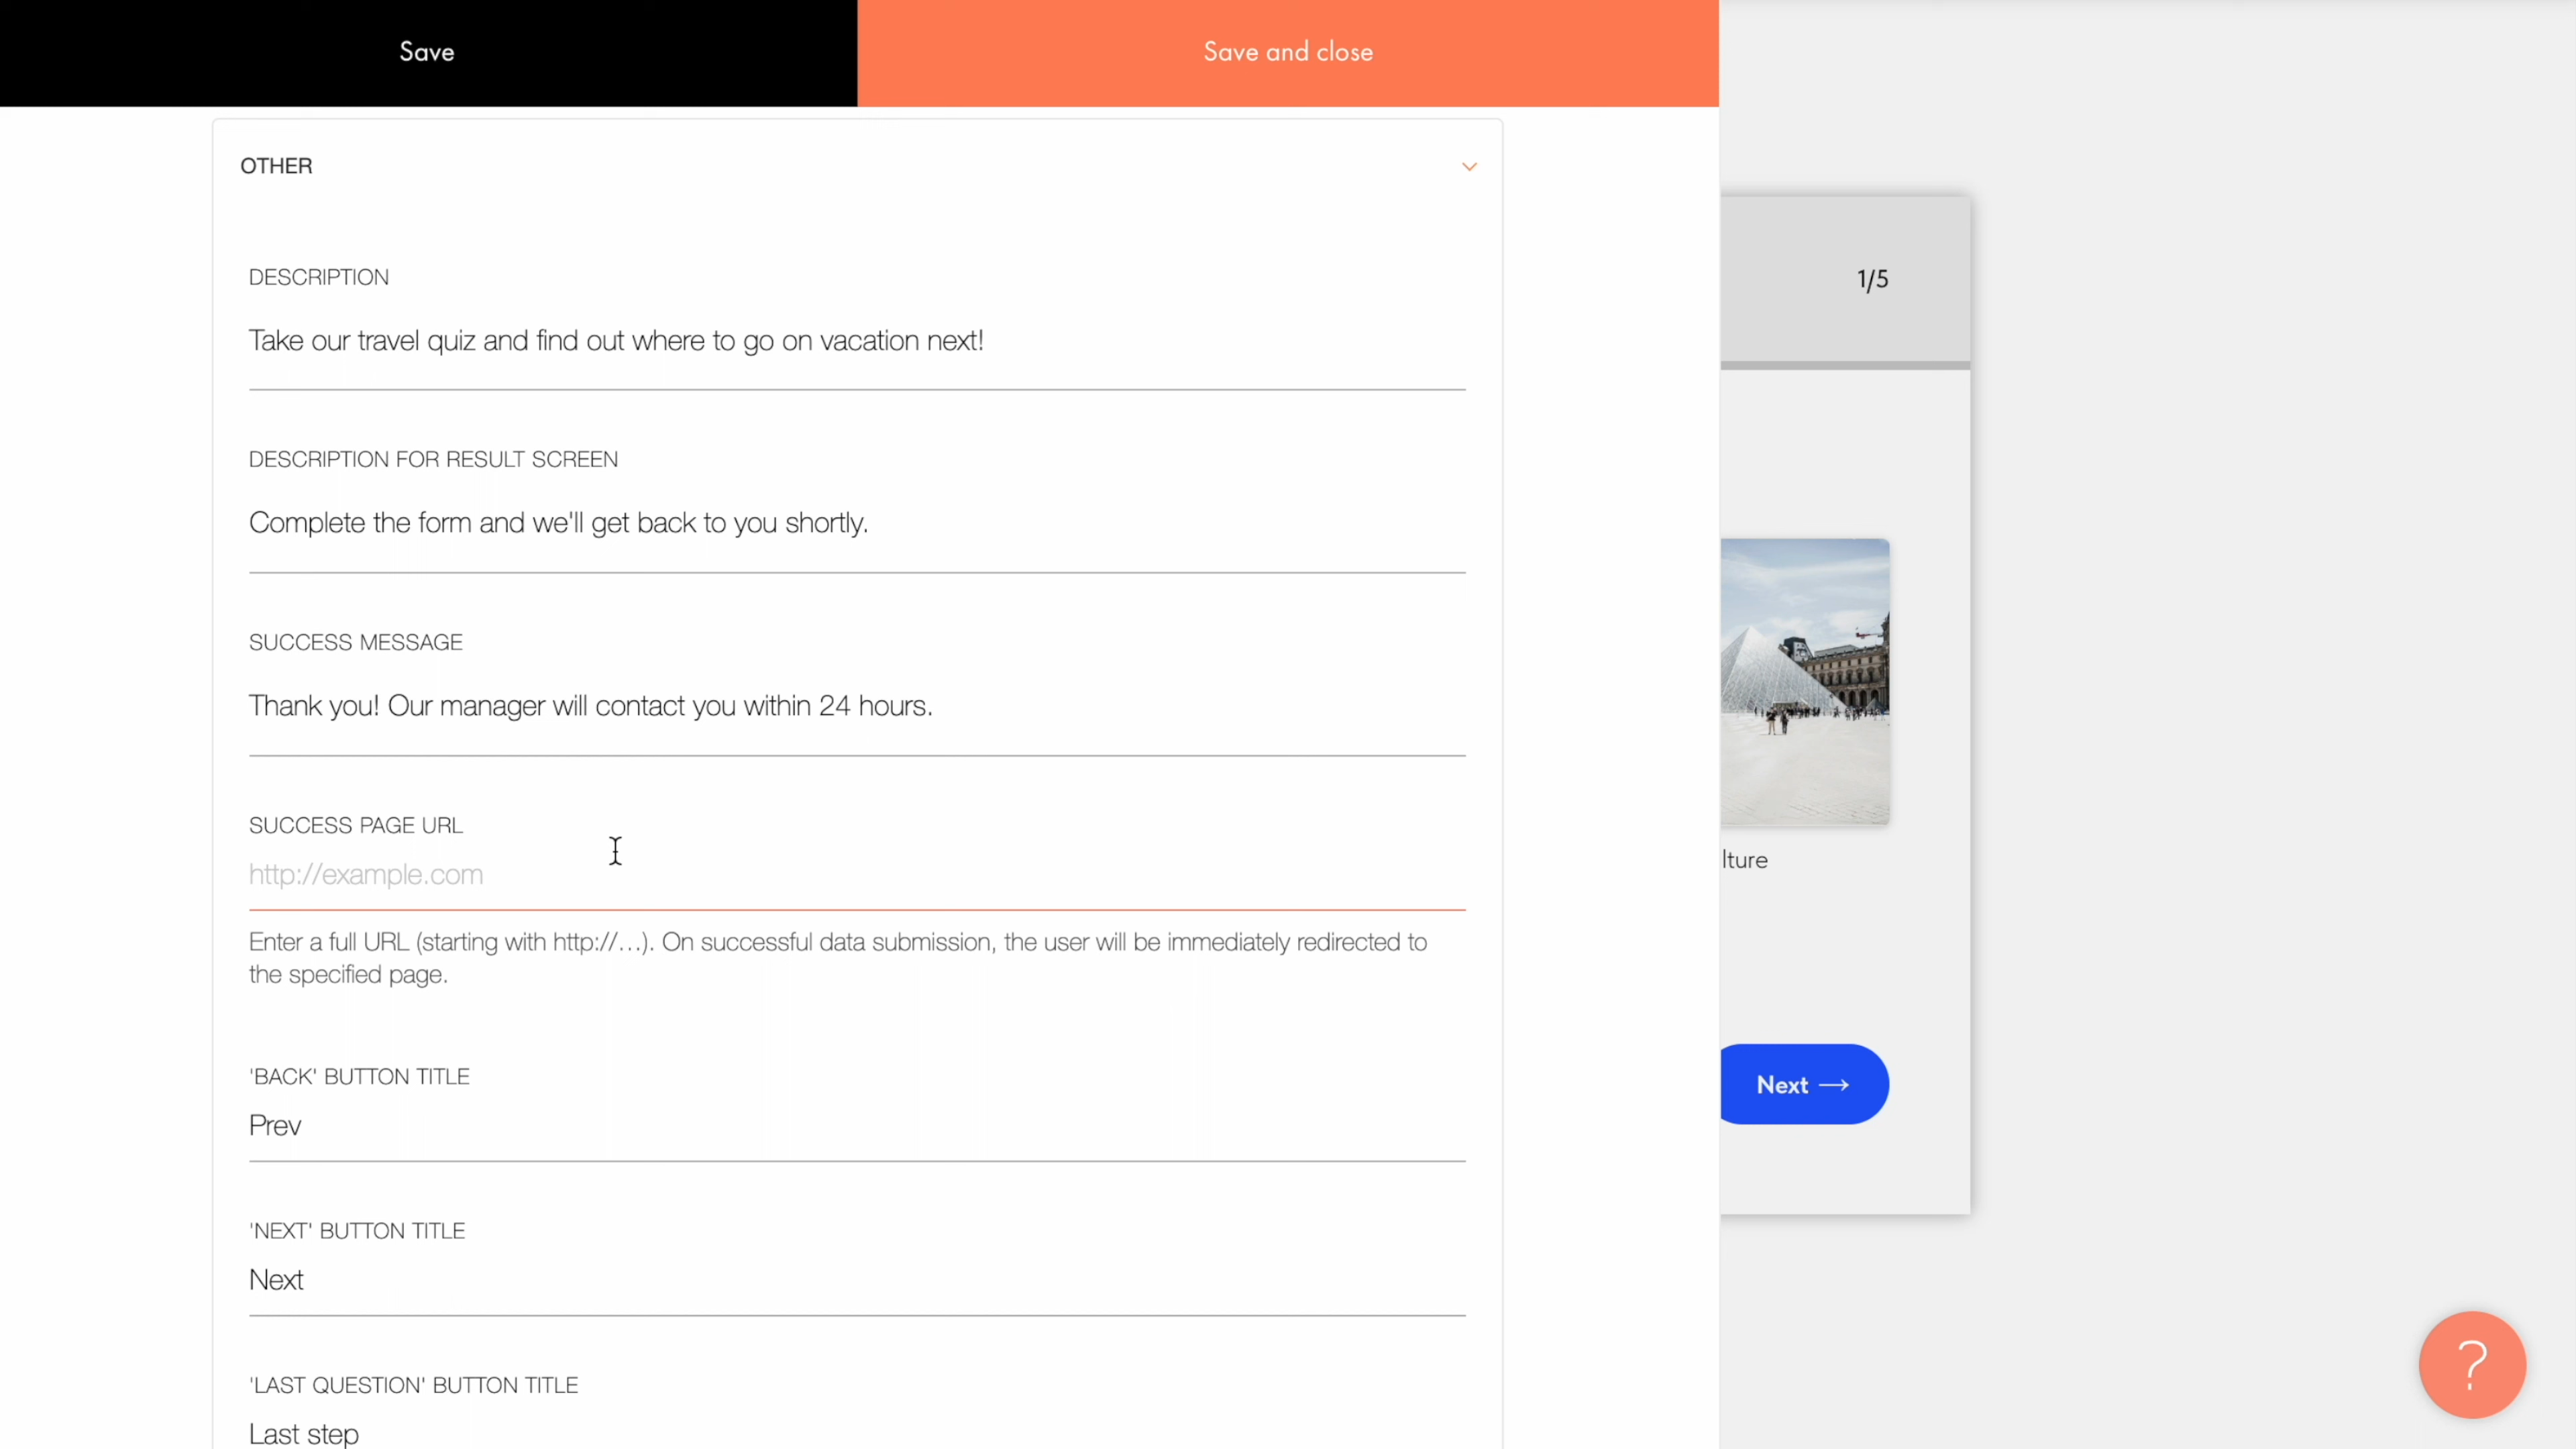 Save
Save and close
OTHER
DESCRIPTION
Take our travel quiz and find out where to go on vacation next!
DESCRIPTION FOR RESULT SCREEN
Complete the form and we'll get back to you shortly.
SUCCESS MESSAGE
Thank you! Our manager will contact you within 24 hours.
SUCCESS PAGE URL
http://example.com
Enter a full URL (starting with http://...). On successful data submission, the user will be immediately redirected to
the specified page.
'BACK' BUTTON TITLE
Prev
'NEXT' BUTTON TITLE
Next
'LAST QUESTION' BUTTON TITLE
Last step
1/5
lture
Next →
?